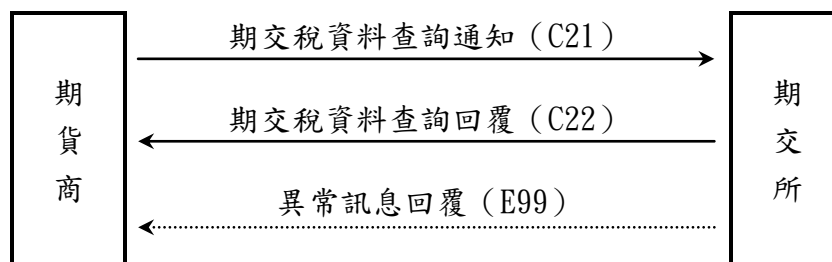 期交稅資料查詢通知（C21）
期貨商
期交稅資料查詢回覆（C22）
期交所
異常訊息回覆（E99）